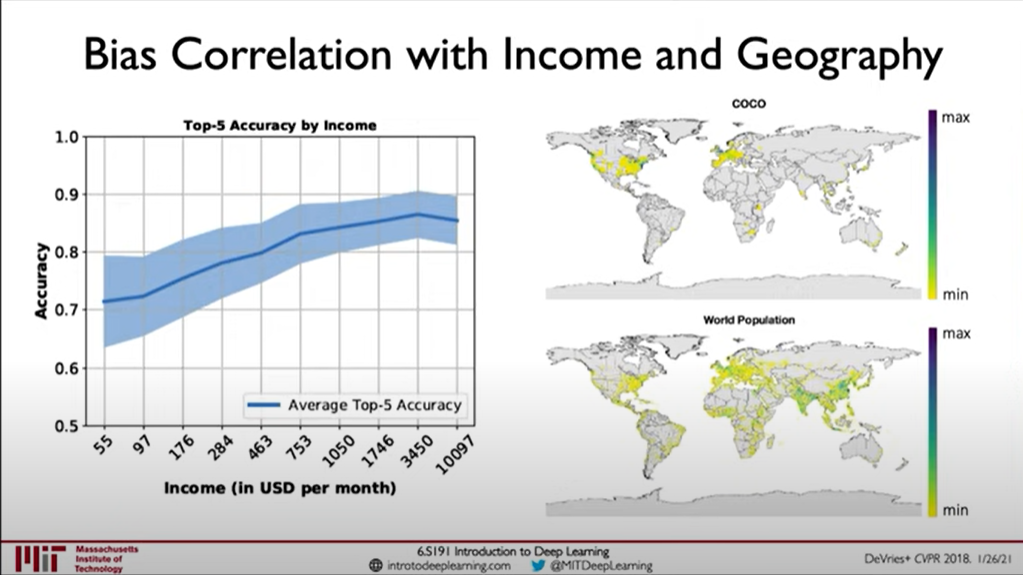 Bias Correlation with Income and Geography
Top-5 Accuracy by Income
1.0
0.9
0.8
0.7
0.6
0.5
Accuracy
Average Top-5 Accuracy
55 97 176 284 463 753 1050 1746 3450 10097
Income (in USD per month)
COCO
max
min
World Population
max
min
MIT
Massachusetts
Institute of
Technology
6.S191 Introduction to Deep Learning
introtodeeplearning.com @MITDeepLearning
DeVries+ CVPR 2018. 1/26/21